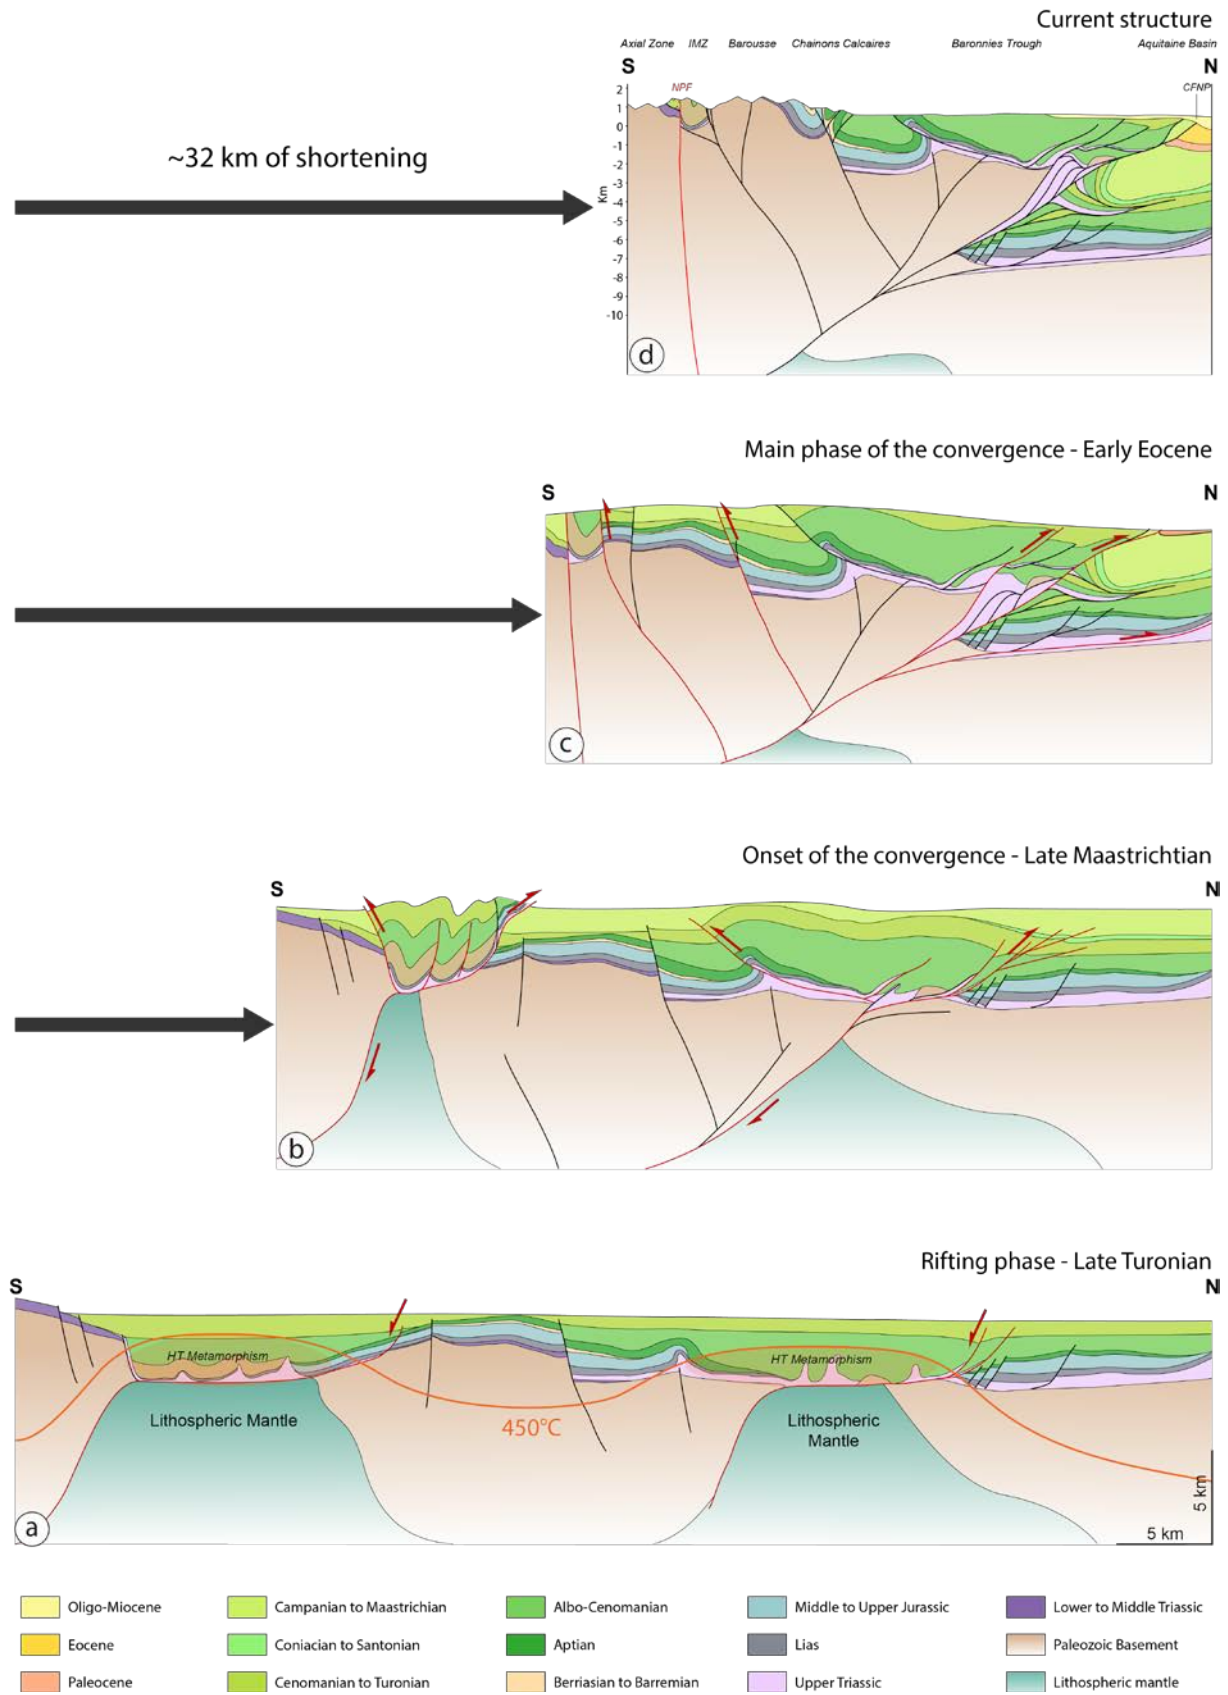 Current structure
Axial Zone IMZ Barousse Chainons Calcaires Baronnies Trough Aquitaine Basin
S N
NPF CFNP
2
1
0
-1
-2
-3
-4
-5
-6
-7
-8
-9
-10
Km
~32 km of shortening
d
Main phase of the convergence - Early Eocene
S N
c
Onset of the convergence - Late Maastrichtian
S N
b
Rifting phase - Late Turonian
S N
HT Metamorphism HT Metamorphism
Lithospheric Mantle
450°C
Lithospheric
Mantle
5 km
5 km
a
Oligo-Miocene Campanian to Maastrichian Albo-Cenomanian Middle to Upper Jurassic Lower to Middle Triassic
Eocene Coniacian to Santonian Aptian Lias Paleozoic Basement
Paleocene Cenomanian to Turonian Berriasian to Barremian Upper Triassic Lithospheric mantle